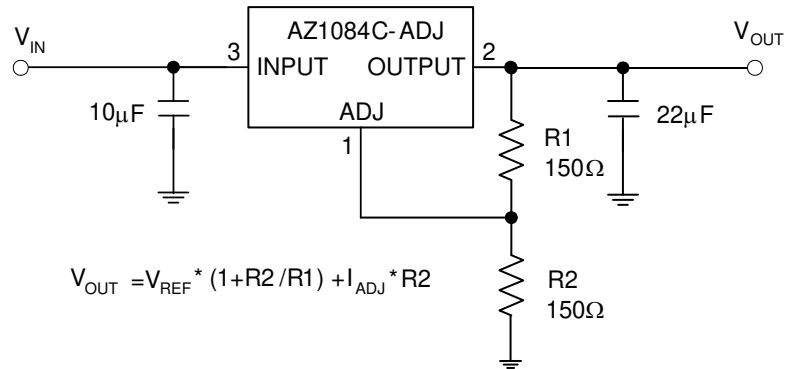 AZ1084C-ADJ
V_IN
3
INPUT
OUTPUT
2
V_OUT
10µF
ADJ
1
22µF
R1
150Ω
V_OUT =V_REF * (1+R2/R1) +I_ADJ * R2
R2
150Ω